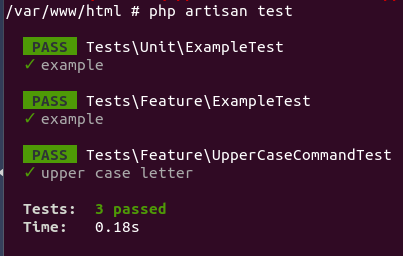 /var/www/html # php artisan test
PASS Tests\Unit\ExampleTest
✓ example
PASS Tests\Feature\ExampleTest
✓ example
PASS Tests\Feature\UpperCaseCommandTest
✓ upper case letter
Tests: 3 passed
Time: 0.18s